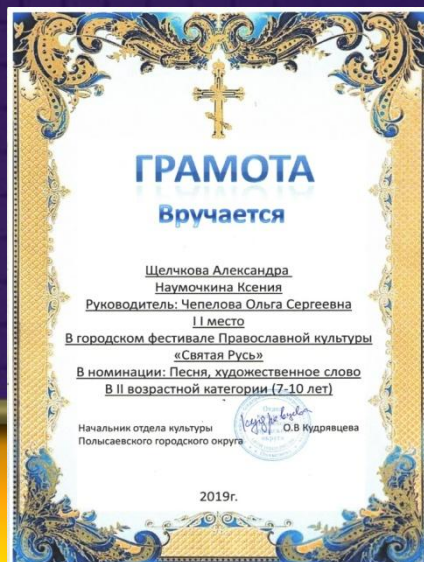 ГРАМОТА
Вручается
Щелчкова Александра
Наумочкина Ксения
Руководитель: Чепелова Ольга Сергеевна
I I место
В городском фестивале Православной культуры
«Святая Русь»
В номинации: Песня, художественное слово
В II возрастной категории (7-10 лет)
Начальник отдела культуры О.В Кудрявцева
Полысаевского городского округа
2019г.